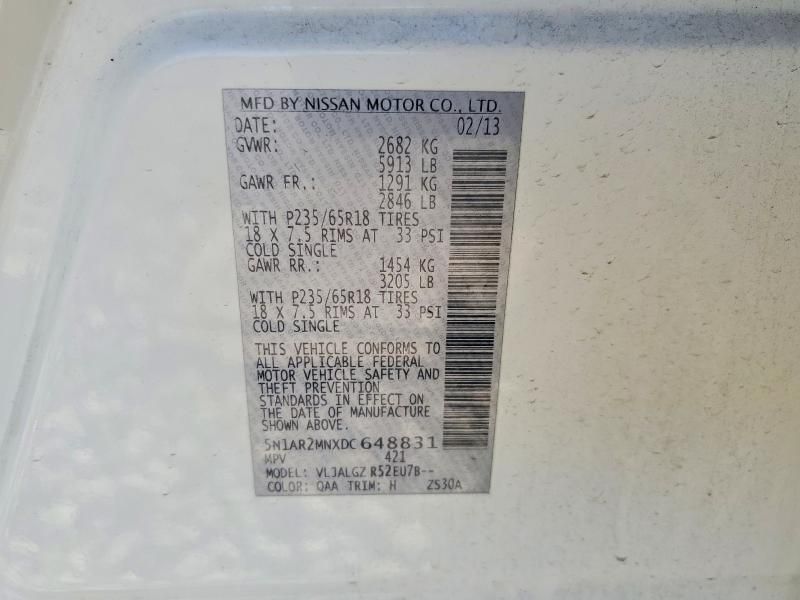 MFD BY NISSAN MOTOR CO., LTD.
DATE: 02/13
GVWR: 2682 KG
5913 LB
GAWR FR.: 1291 KG
2846 LB
WITH P235/65R18 TIRES
18 X 7.5 RIMS AT 33 PSI
COLD SINGLE
GAWR RR.: 1454 KG
3205 LB
WITH P235/65R18 TIRES
18 X 7.5 RIMS AT 33 PSI
COLD SINGLE
THIS VEHICLE CONFORMS TO
ALL APPLICABLE FEDERAL
MOTOR VEHICLE SAFETY AND
THEFT PREVENTION
STANDARDS IN EFFECT ON
THE DATE OF MANUFACTURE
SHOWN ABOVE.
5N1AR2MNXDC 648831
MPV 421
MODEL: VLJALGZ R52EU7B--
COLOR: QAA TRIM: H ZS30A